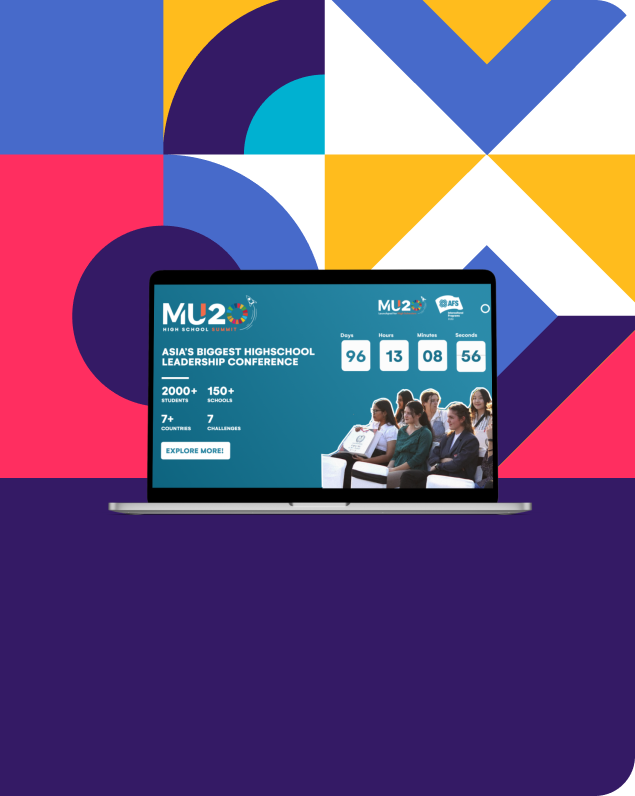 MU20
HIGH SCHOOL SUMMIT
MU20
AFS
Days Hours Minutes Seconds
96 13 08 56
ASIA'S BIGGEST HIGHSCHOOL
LEADERSHIP CONFERENCE
2000+ 150+
STUDENTS SCHOOLS
7+ 7
COUNTRIES CHALLENGES
EXPLORE MORE!